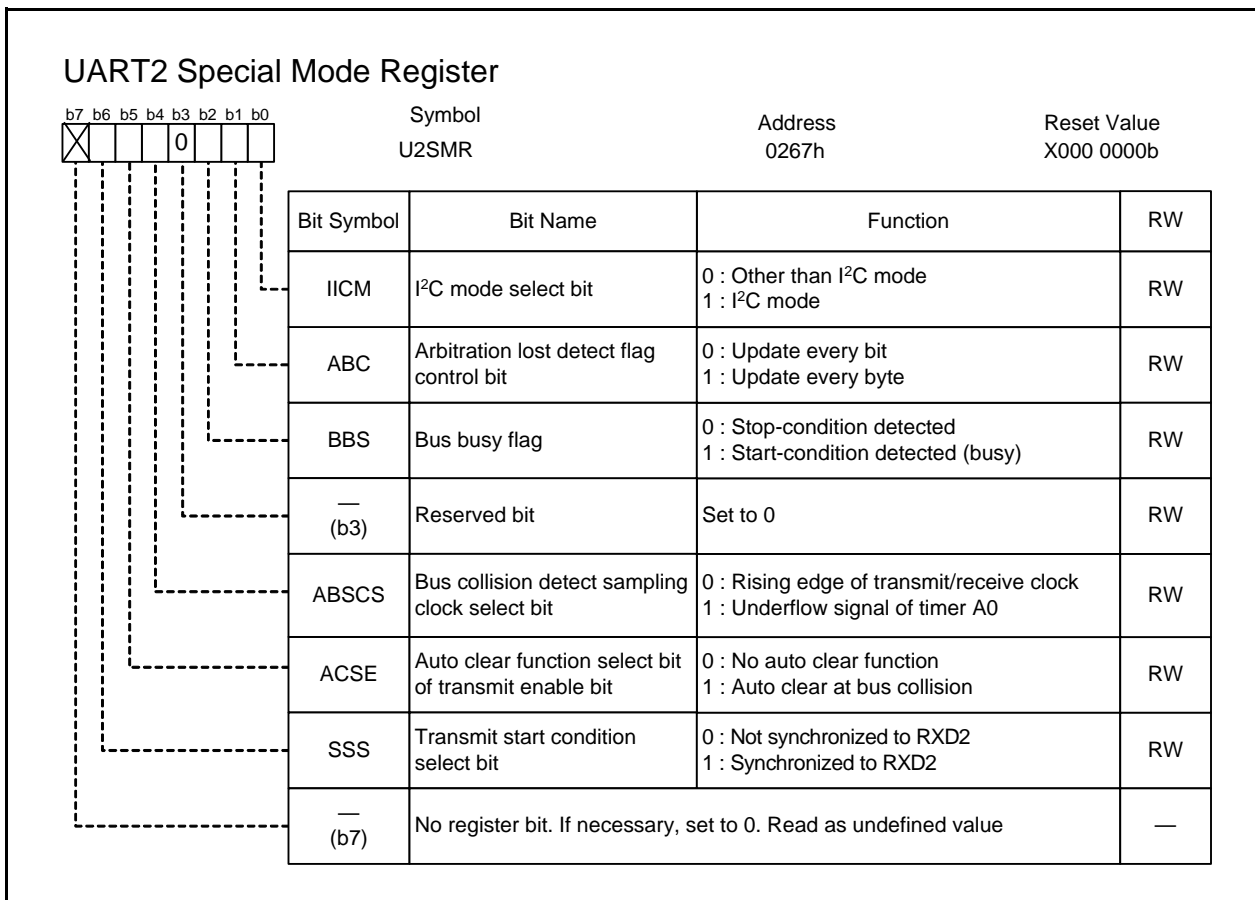 UART2 Special Mode Register
b7 b6 b5 b4 b3 b2 b1 b0
0
Symbol
Address
Reset Value
U2SMR
0267h
X000 0000b
Bit Symbol
Bit Name
Function
RW
IICM
I²C mode select bit
0 : Other than I²C mode
1 : I²C mode
RW
ABC
Arbitration lost detect flag
control bit
0 : Update every bit
1 : Update every byte
RW
BBS
Bus busy flag
0 : Stop-condition detected
1 : Start-condition detected (busy)
RW
—
(b3)
Reserved bit
Set to 0
RW
ABSCS
Bus collision detect sampling
clock select bit
0 : Rising edge of transmit/receive clock
1 : Underflow signal of timer A0
RW
ACSE
Auto clear function select bit
of transmit enable bit
0 : No auto clear function
1 : Auto clear at bus collision
RW
SSS
Transmit start condition
select bit
0 : Not synchronized to RXD2
1 : Synchronized to RXD2
RW
—
(b7)
No register bit. If necessary, set to 0. Read as undefined value
—